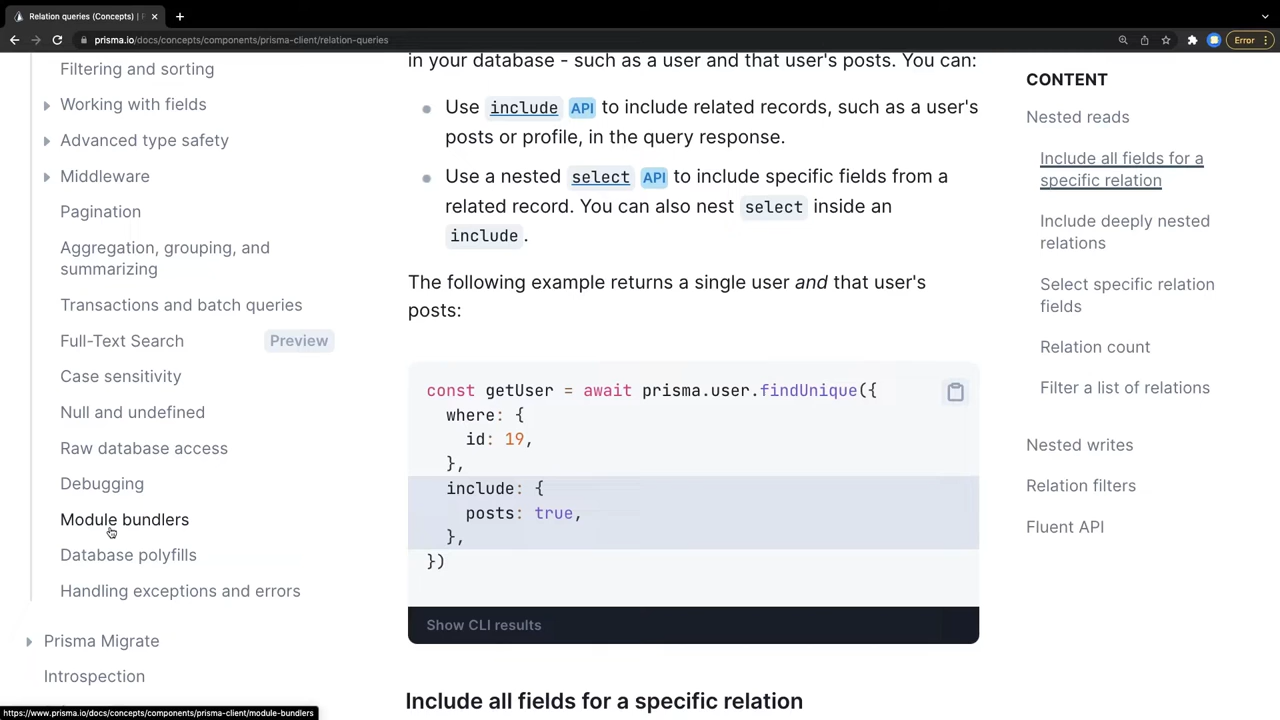 Relation queries (Concepts) |
prisma.io/docs/concepts/components/prisma-client/relation-queries
Error
Filtering and sorting
Working with fields
Advanced type safety
Middleware
Pagination
Aggregation, grouping, and
summarizing
Transactions and batch queries
Full-Text Search Preview
Case sensitivity
Null and undefined
Raw database access
Debugging
Module bundlers
Database polyfills
Handling exceptions and errors
Prisma Migrate
Introspection
https://www.prisma.io/docs/concepts/components/prisma-client/module-bundlers
in your database - such as a user and that user's posts. You can:
Use include API to include related records, such as a user's
posts or profile, in the query response.
Use a nested select API to include specific fields from a
related record. You can also nest select inside an
include.
The following example returns a single user and that user's
posts:
const getUser = await prisma.user.findUnique({
where: {
id: 19,
},
include: {
posts: true,
},
})
Show CLI results
Include all fields for a specific relation
CONTENT
Nested reads
Include all fields for a
specific relation
Include deeply nested
relations
Select specific relation
fields
Relation count
Filter a list of relations
Nested writes
Relation filters
Fluent API